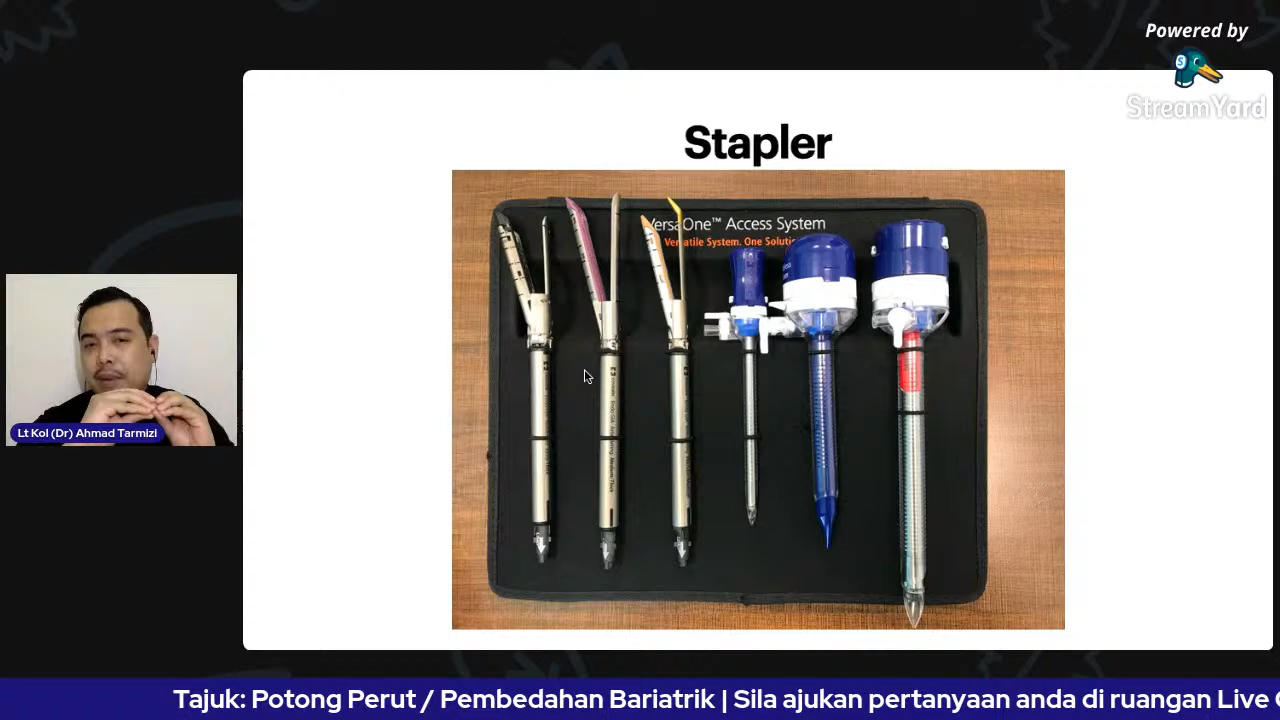 Powered by
StreamYard
Stapler
VersaOne™ Access System
Versatile System. One Solutio
Lt Kol (Dr) Ahmad Tarmizi
Tajuk: Potong Perut / Pembedahan Bariatrik | Sila ajukan pertanyaan anda di ruangan Live